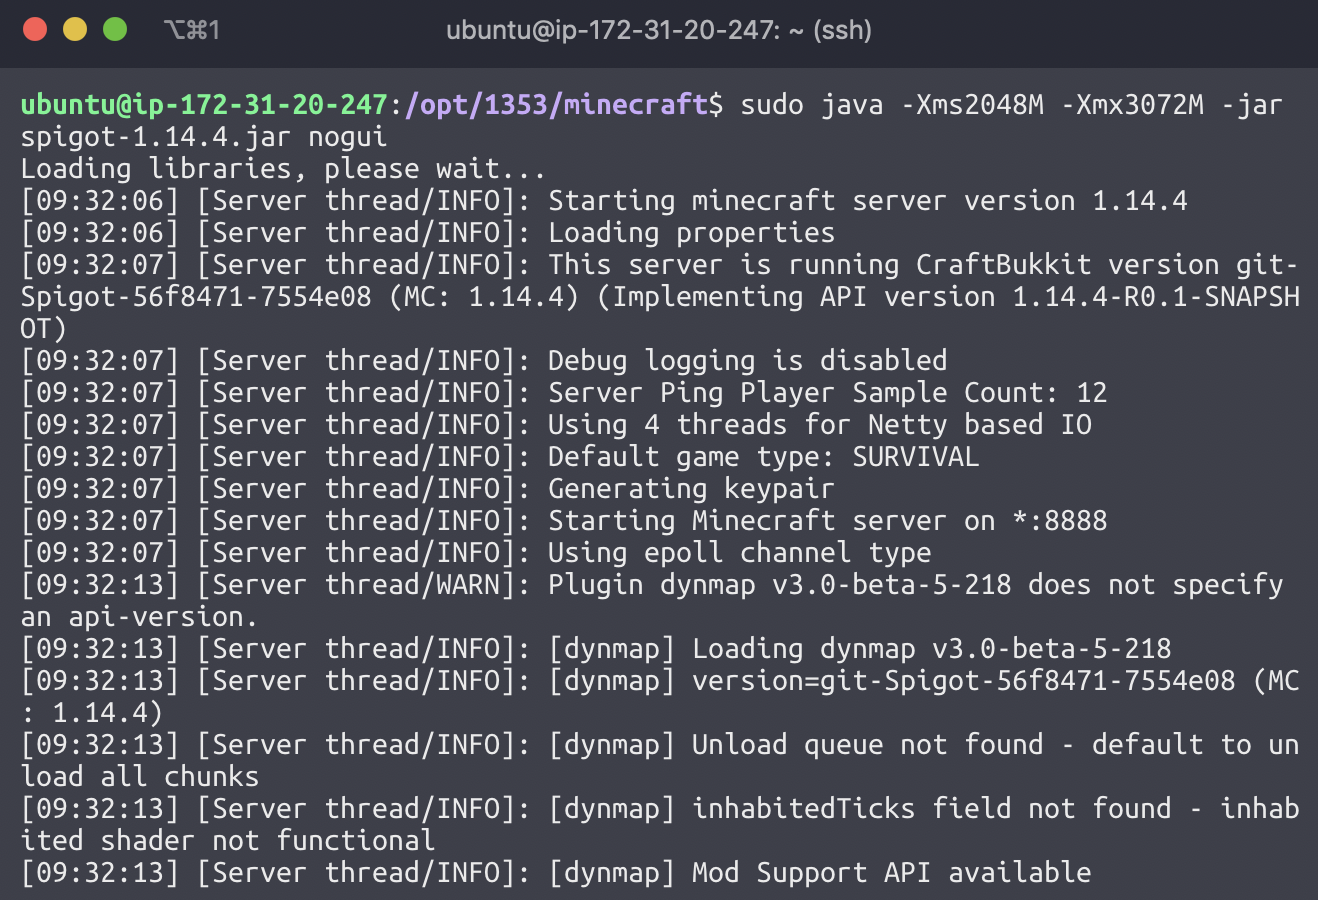 ⌥⌘1
ubuntu@ip-172-31-20-247: ~ (ssh)
ubuntu@ip-172-31-20-247:/opt/1353/minecraft$ sudo java -Xms2048M -Xmx3072M -jar
spigot-1.14.4.jar nogui
Loading libraries, please wait...
[09:32:06] [Server thread/INFO]: Starting minecraft server version 1.14.4
[09:32:06] [Server thread/INFO]: Loading properties
[09:32:07] [Server thread/INFO]: This server is running CraftBukkit version git-
Spigot-56f8471-7554e08 (MC: 1.14.4) (Implementing API version 1.14.4-R0.1-SNAPSH
OT)
[09:32:07] [Server thread/INFO]: Debug logging is disabled
[09:32:07] [Server thread/INFO]: Server Ping Player Sample Count: 12
[09:32:07] [Server thread/INFO]: Using 4 threads for Netty based IO
[09:32:07] [Server thread/INFO]: Default game type: SURVIVAL
[09:32:07] [Server thread/INFO]: Generating keypair
[09:32:07] [Server thread/INFO]: Starting Minecraft server on *:8888
[09:32:07] [Server thread/INFO]: Using epoll channel type
[09:32:13] [Server thread/WARN]: Plugin dynmap v3.0-beta-5-218 does not specify
an api-version.
[09:32:13] [Server thread/INFO]: [dynmap] Loading dynmap v3.0-beta-5-218
[09:32:13] [Server thread/INFO]: [dynmap] version=git-Spigot-56f8471-7554e08 (MC
: 1.14.4)
[09:32:13] [Server thread/INFO]: [dynmap] Unload queue not found - default to un
load all chunks
[09:32:13] [Server thread/INFO]: [dynmap] inhabitedTicks field not found - inhab
ited shader not functional
[09:32:13] [Server thread/INFO]: [dynmap] Mod Support API available